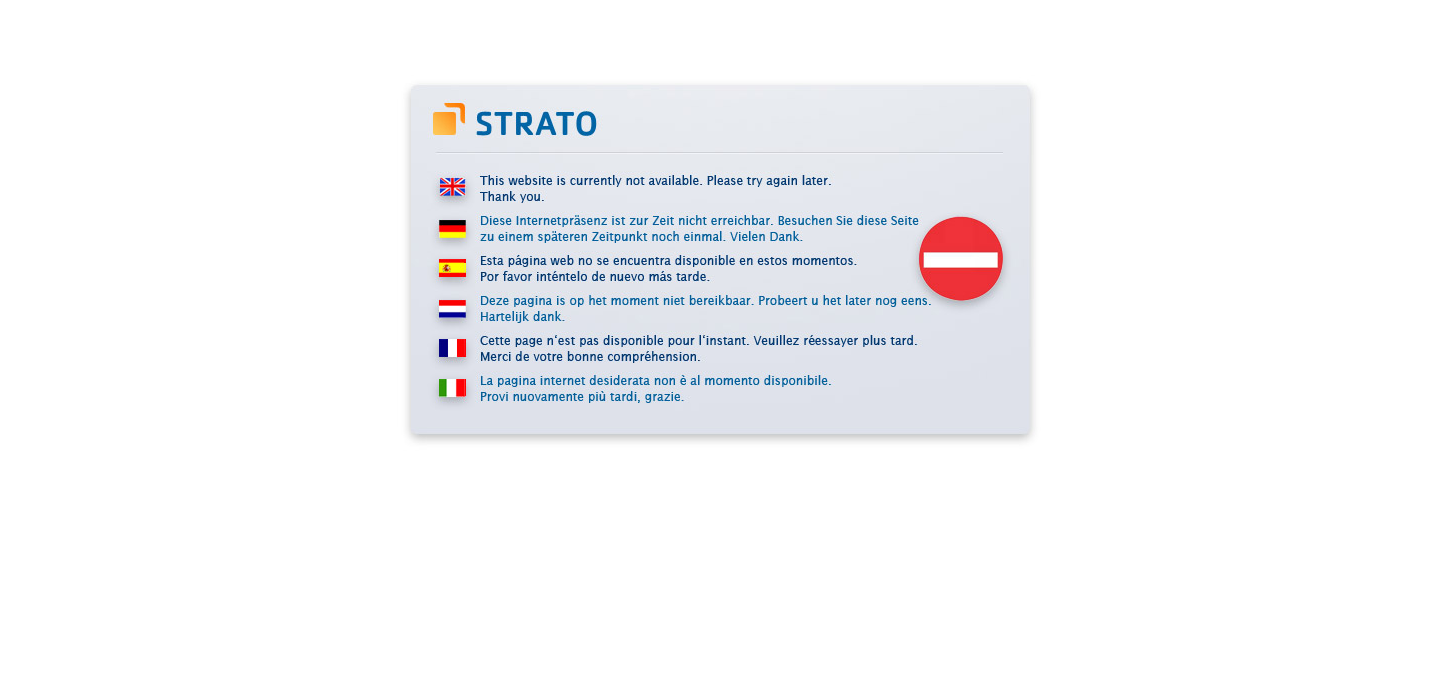 STRATO
This website is currently not available. Please try again later.
Thank you.
Diese Internetpräsenz ist zur Zeit nicht erreichbar. Besuchen Sie diese Seite
zu einem späteren Zeitpunkt noch einmal. Vielen Dank.
Esta página web no se encuentra disponible en estos momentos.
Por favor inténtelo de nuevo más tarde.
Deze pagina is op het moment niet bereikbaar. Probeert u het later nog eens.
Hartelijk dank.
Cette page n‘est pas disponible pour l‘instant. Veuillez réessayer plus tard.
Merci de votre bonne compréhension.
La pagina internet desiderata non è al momento disponibile.
Provi nuovamente più tardi, grazie.